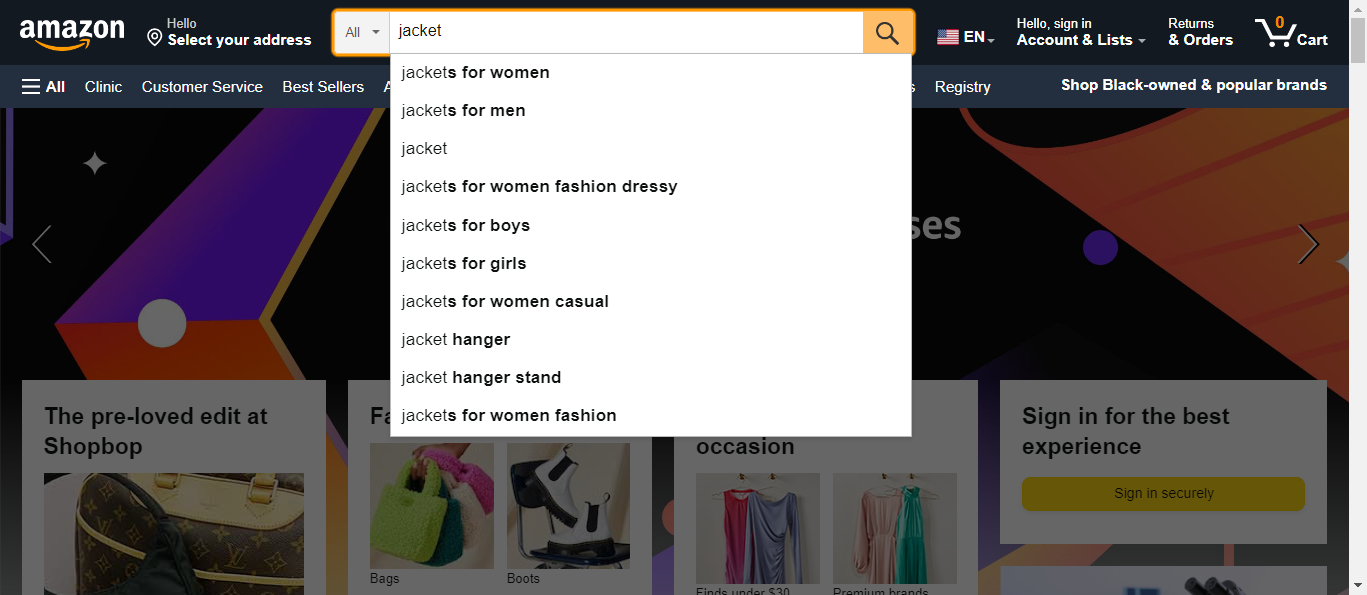 amazon
Hello
Select your address
All
jacket
EN
Hello, sign in
Account & Lists
Returns
& Orders
0
Cart
All
Clinic
Customer Service
Best Sellers
Registry
Shop Black-owned & popular brands
jackets for women
jackets for men
jacket
jackets for women fashion dressy
jackets for boys
jackets for girls
jackets for women casual
jacket hanger
jacket hanger stand
jackets for women fashion
The pre-loved edit at
Shopbop
occasion
Sign in for the best
experience
Sign in securely
Bags
Boots
Finds under $30
Premium brands